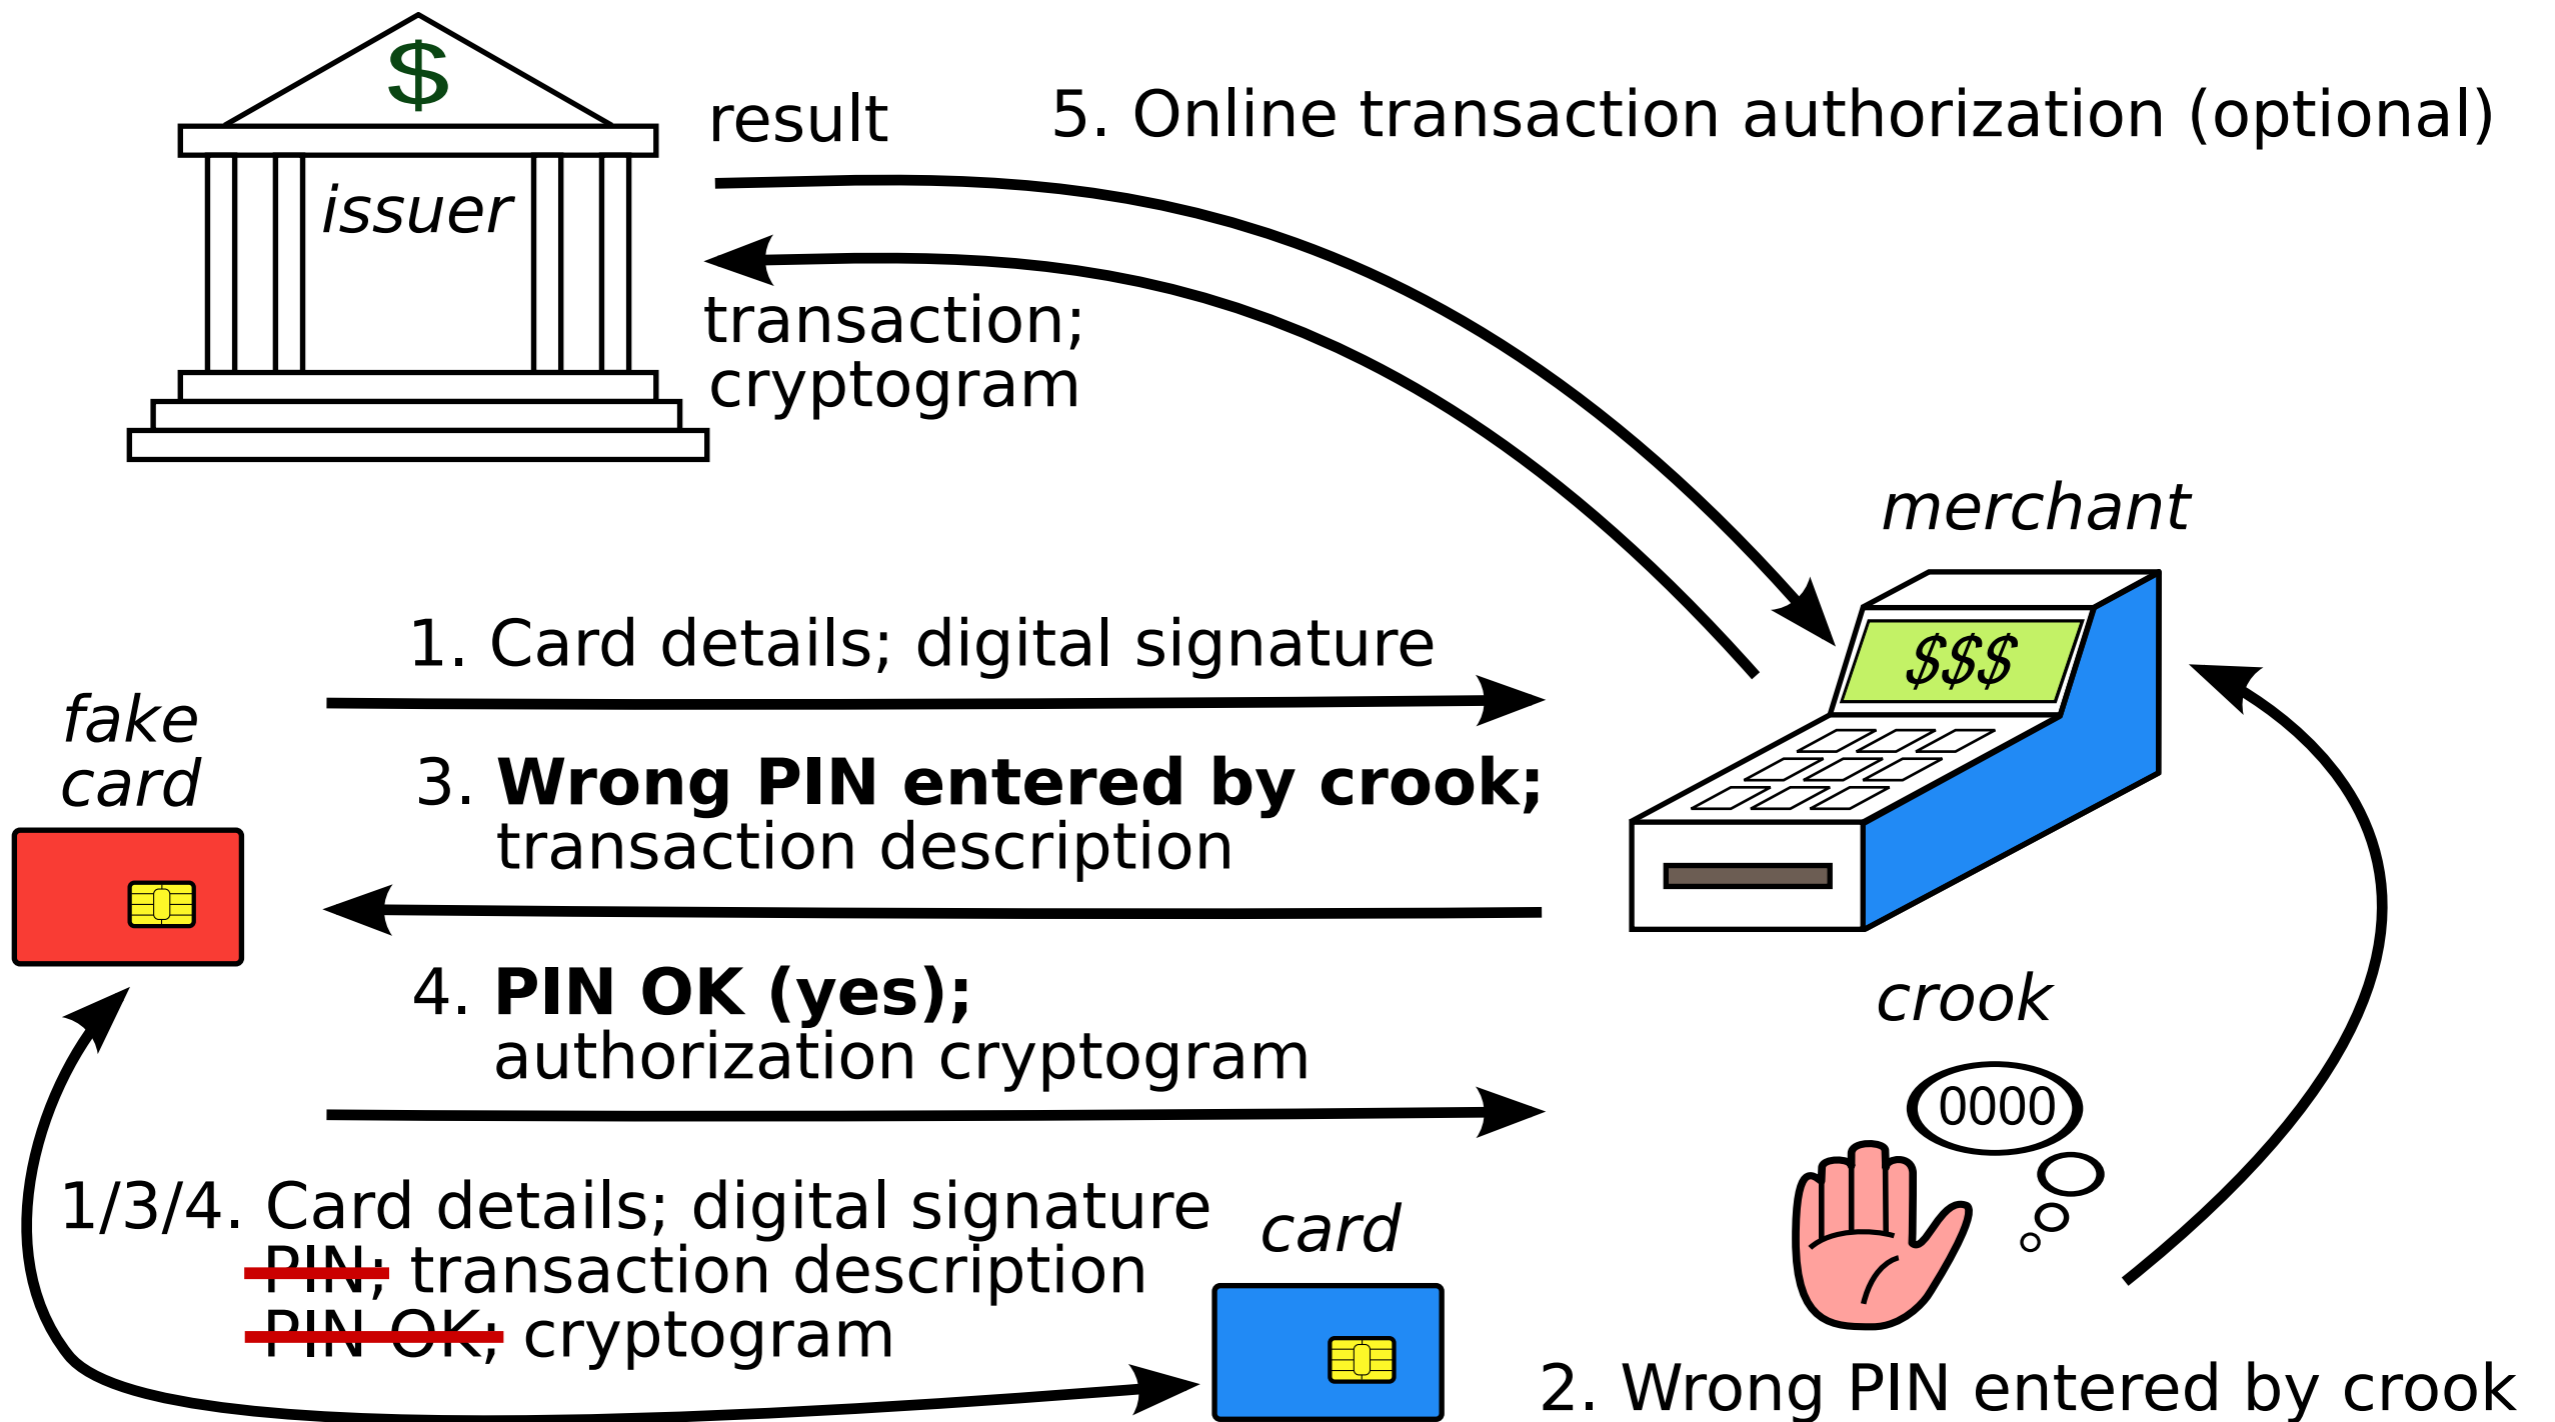 $
issuer
result
5. Online transaction authorization (optional)
transaction;
cryptogram
merchant
$$$
1. Card details; digital signature
fake
card
3. Wrong PIN entered by crook;
transaction description
4. PIN OK (yes);
authorization cryptogram
crook
0000
1/3/4. Card details; digital signature
PIN; transaction description
PIN OK; cryptogram
card
2. Wrong PIN entered by crook